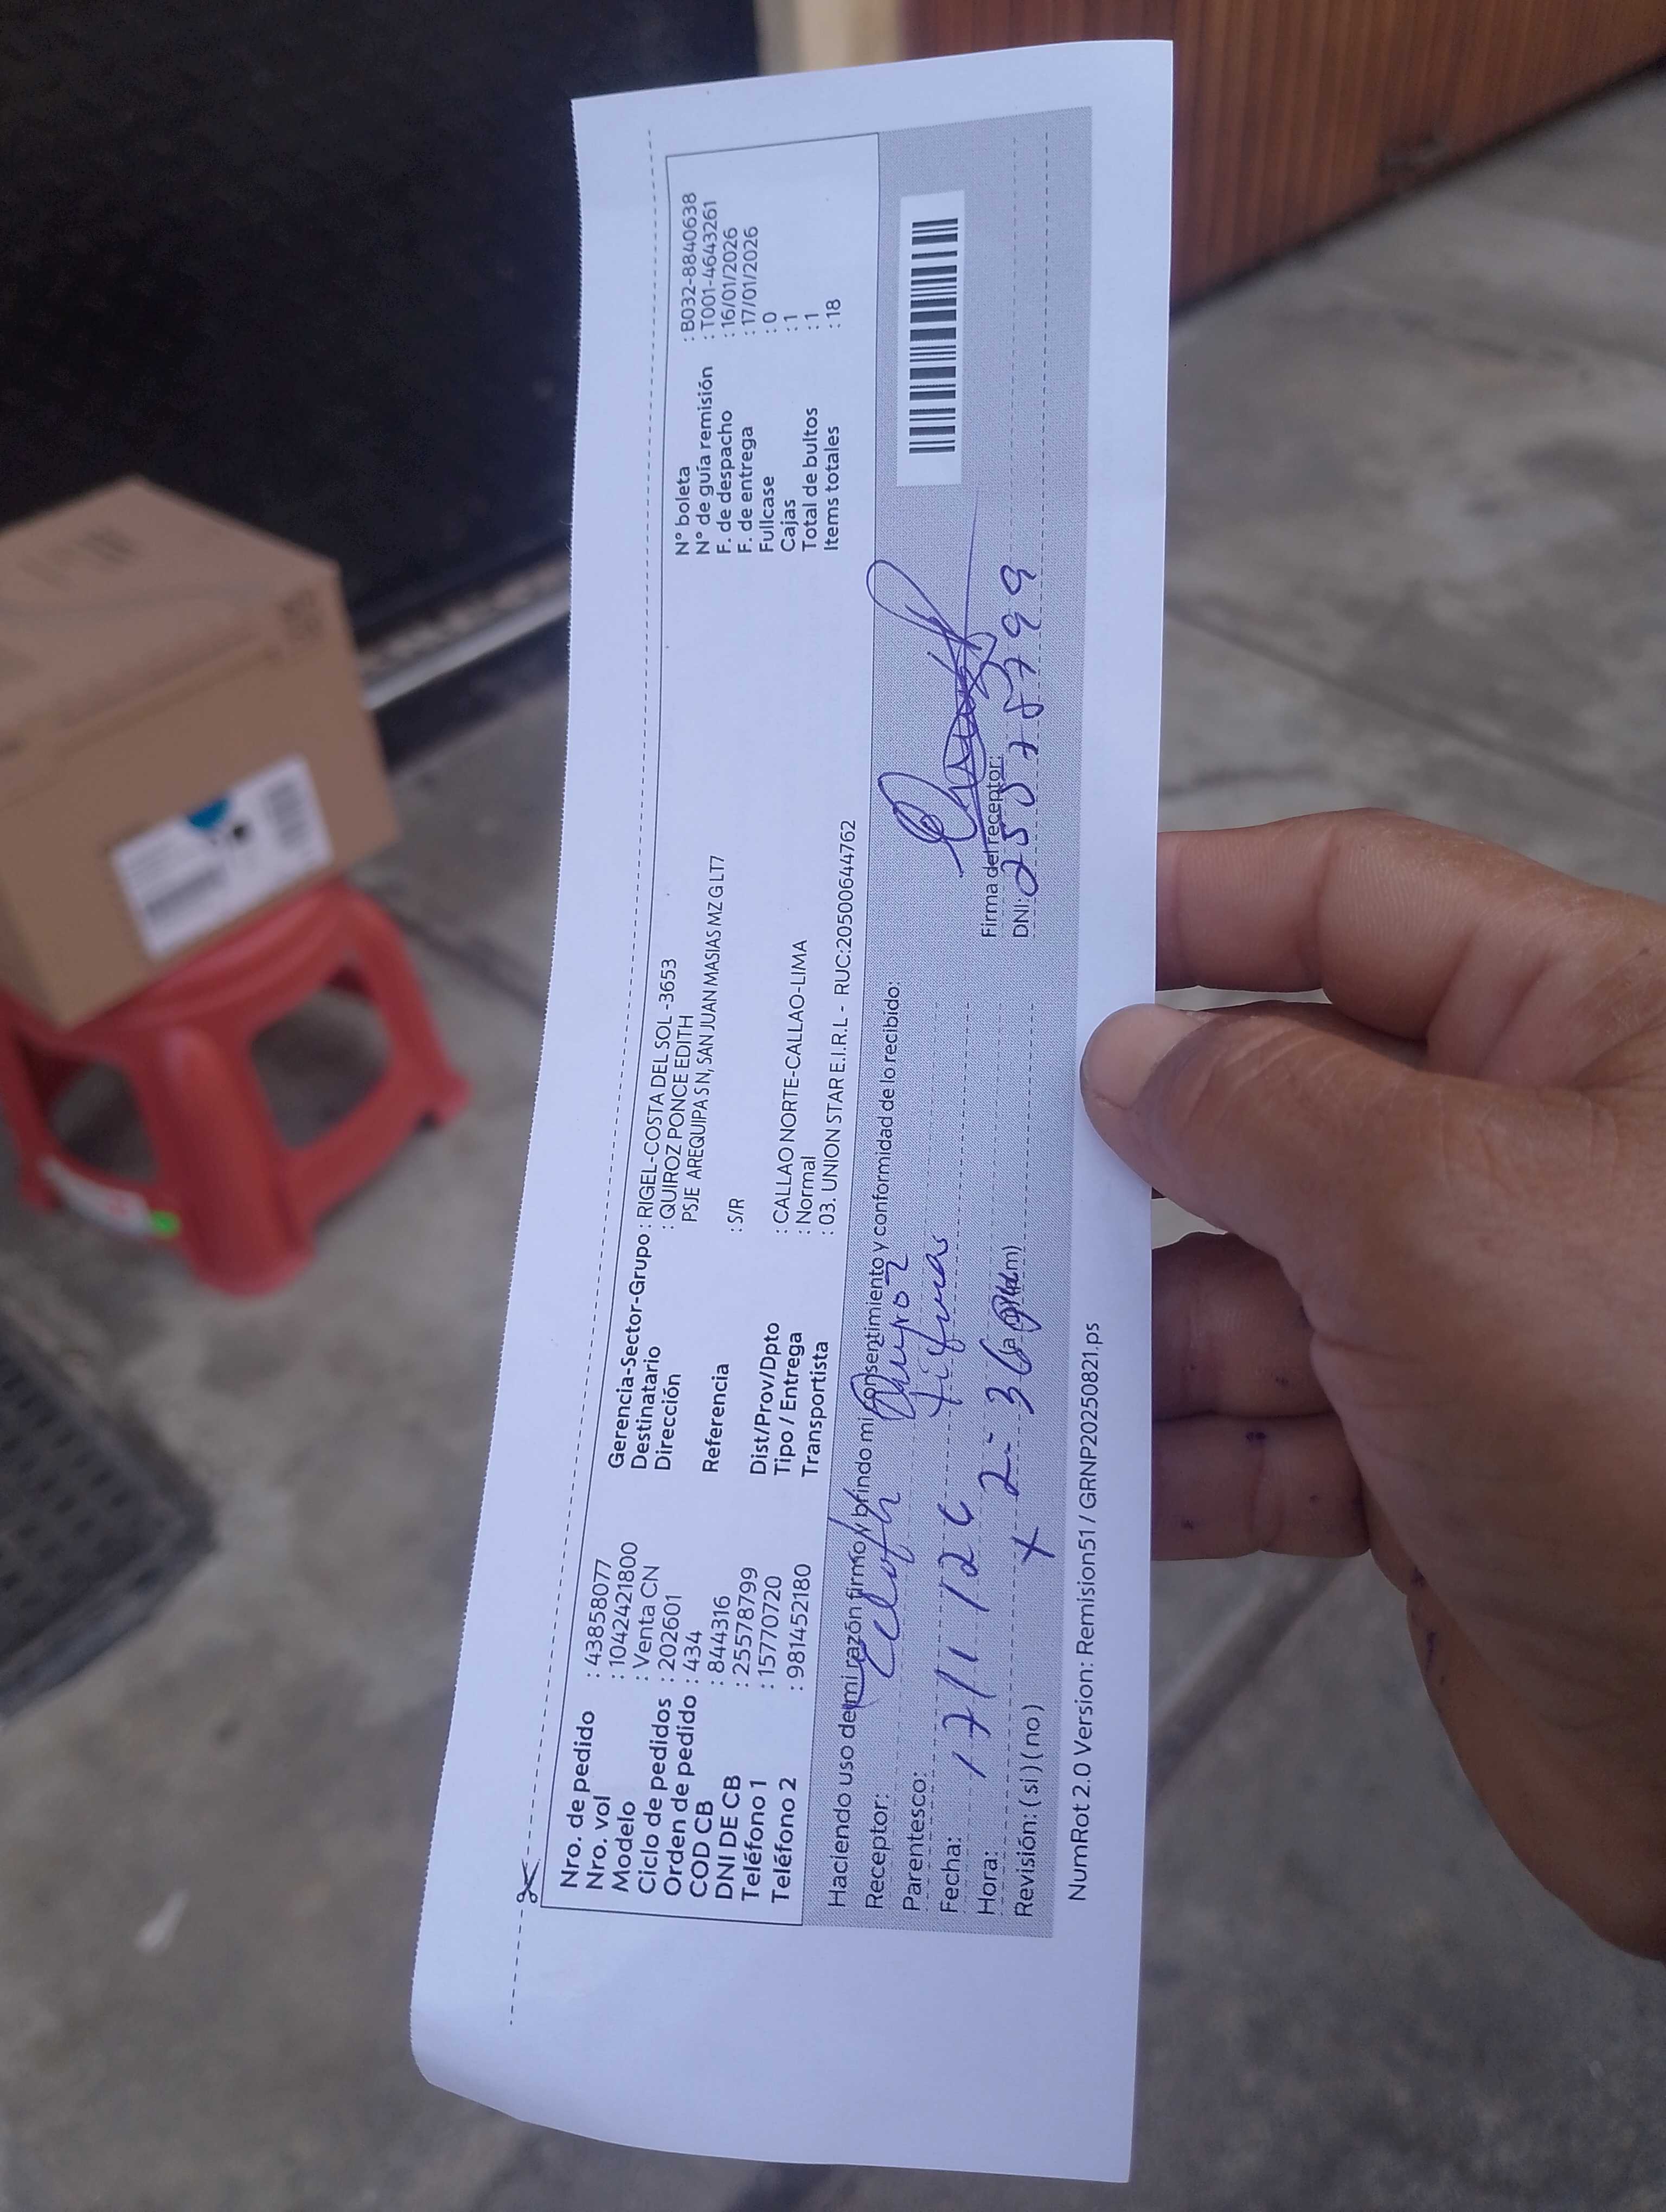 Nro. de pedido : 43858077
Nro. vol : 1042421800
Modelo : Venta CN
Ciclo de pedidos : 202601
Orden de pedido : 434
COD CB : 844316
DNI DE CB : 25578799
Teléfono 1 : 15770720
Teléfono 2 : 981452180
Gerencia-Sector-Grupo : RIGEL-COSTA DEL SOL -3653
Destinatario : QUIROZ PONCE EDITH
Dirección PSJE AREQUIPA S N, SAN JUAN MASIAS MZ G LT7
Referencia : S/R
Dist/Prov/Dpto : CALLAO NORTE-CALLAO-LIMA
Tipo / Entrega : Normal
Transportista : 03. UNION STAR E.I.R.L - RUC:20500644762
N° boleta : B032-8840638
N° de guía remisión : T001-4643261
F. de despacho : 16/01/2026
F. de entrega : 17/01/2026
Fullcase : 0
Cajas : 1
Total de bultos : 1
Items totales : 18
Haciendo uso de mi razón firmo y brindo mi consentimiento y conformidad de lo recibido:
Receptor: Edith Quiroz
Parentesco:
Fecha: 17/1/26
Hora: 2:36
Revisión: ( si ) ( no )
Firma del receptor:
DNI: 25578799
NumRot 2.0 Version: Remision51 / GRNP20250821.ps